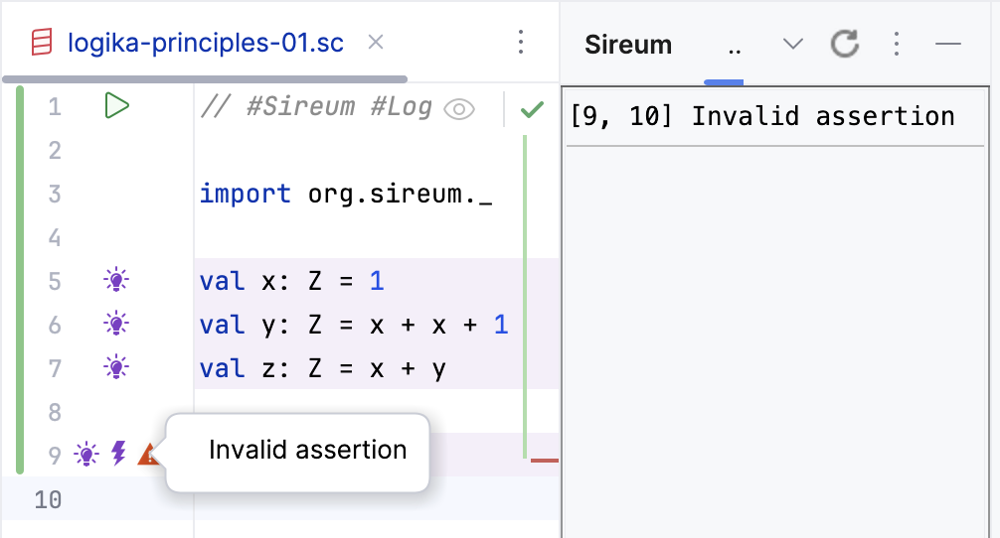 logika-principles-01.sc
Sireum ..
1 // #Sireum #Log
2
3 import org.sireum._
4
5 val x: Z = 1
6 val y: Z = x + x + 1
7 val z: Z = x + y
8
9 Invalid assertion
10
[9, 10] Invalid assertion